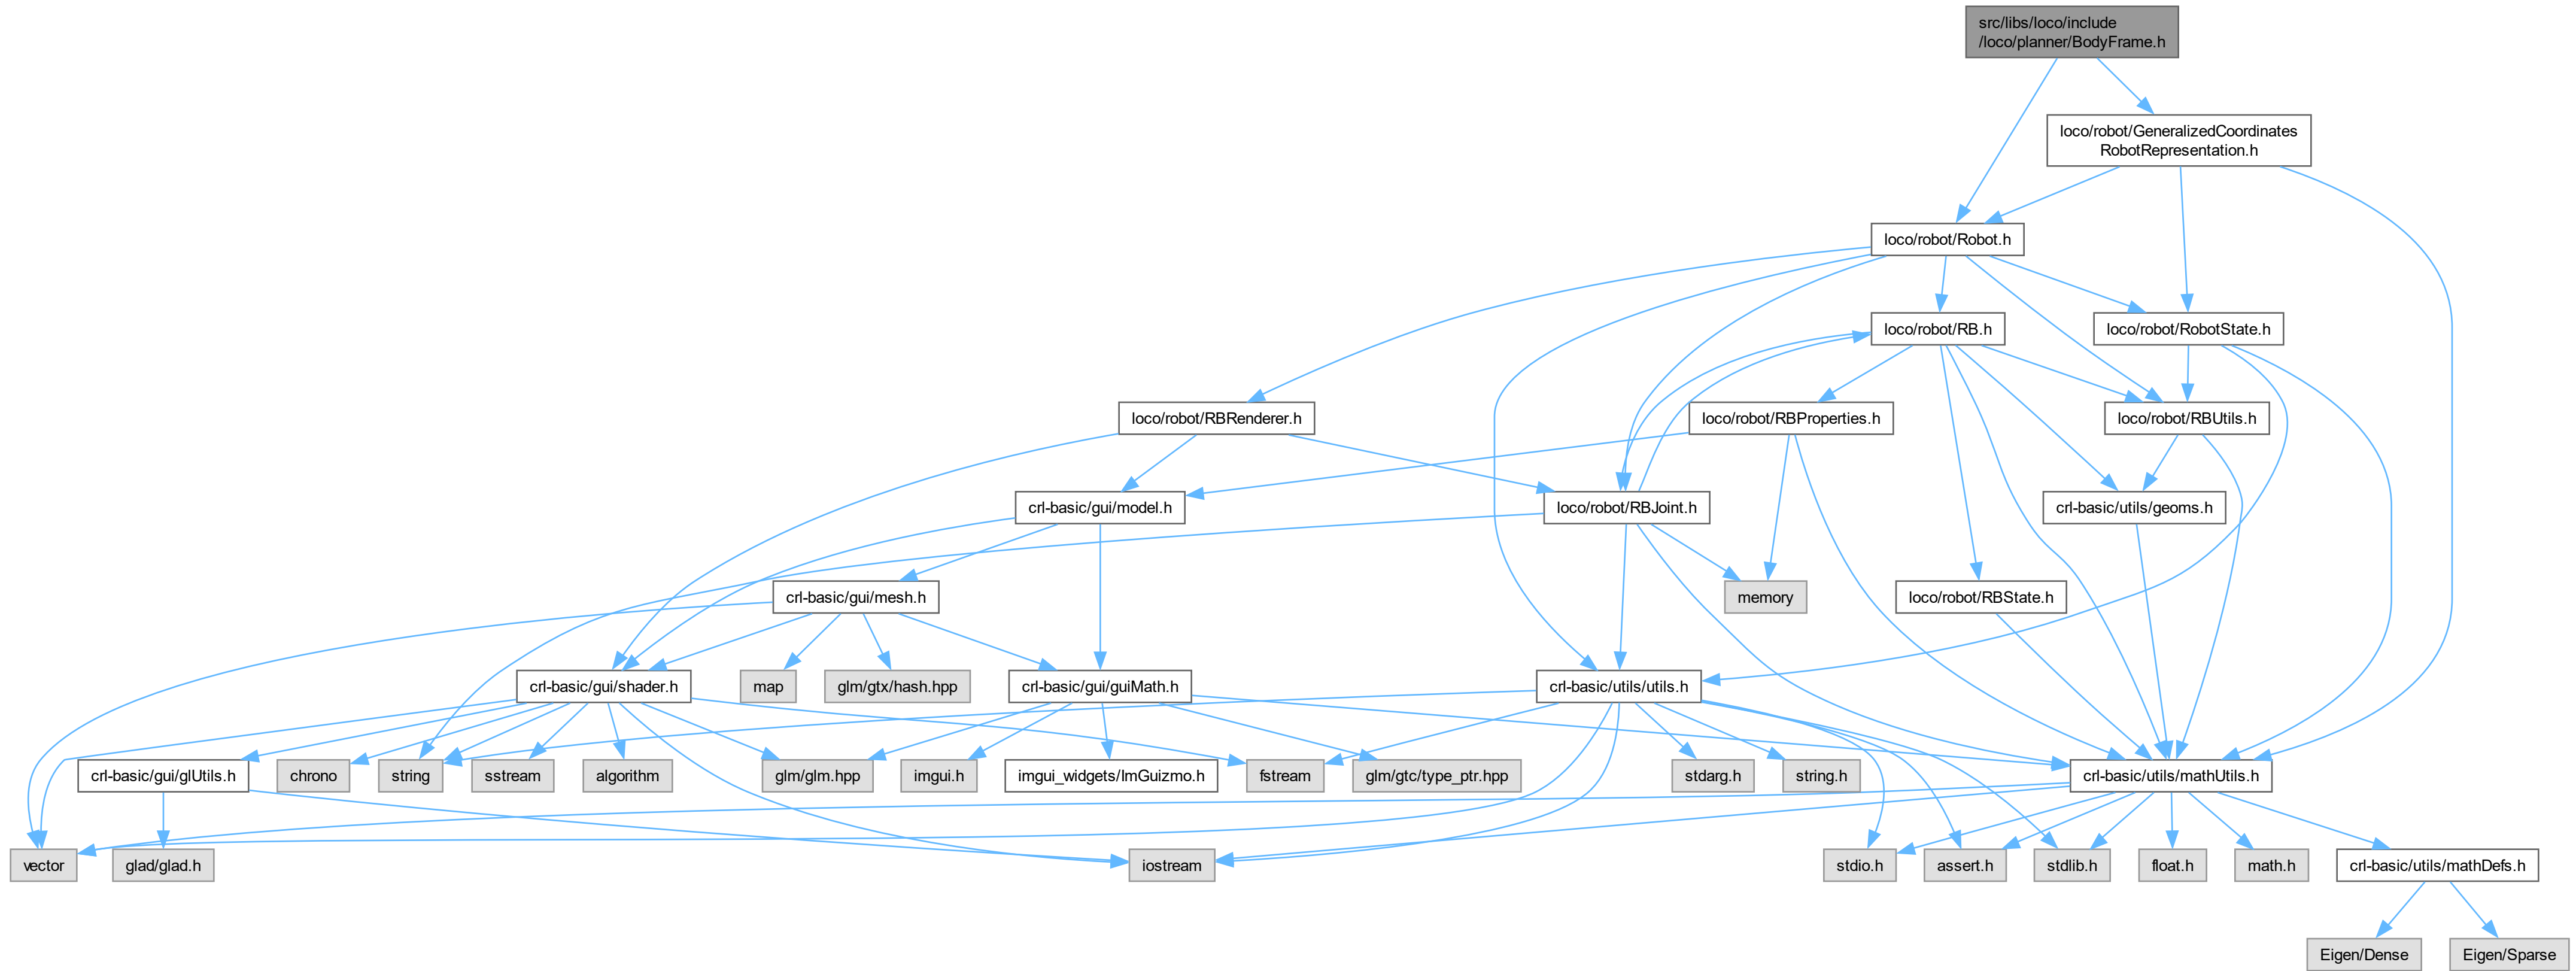 src/libs/loco/include
/loco/planner/BodyFrame.h
loco/robot/GeneralizedCoordinates
RobotRepresentation.h
loco/robot/Robot.h
loco/robot/RB.h
loco/robot/RobotState.h
loco/robot/RBRenderer.h
loco/robot/RBProperties.h
loco/robot/RBUtils.h
crl-basic/gui/model.h
loco/robot/RBJoint.h
crl-basic/utils/geoms.h
crl-basic/gui/mesh.h
memory
loco/robot/RBState.h
crl-basic/gui/shader.h
map
glm/gtx/hash.hpp
crl-basic/gui/guiMath.h
crl-basic/utils/utils.h
crl-basic/gui/glUtils.h
chrono
string
sstream
algorithm
glm/glm.hpp
imgui.h
imgui_widgets/ImGuizmo.h
fstream
glm/gtc/type_ptr.hpp
stdarg.h
string.h
crl-basic/utils/mathUtils.h
vector
glad/glad.h
iostream
stdio.h
assert.h
stdlib.h
float.h
math.h
crl-basic/utils/mathDefs.h
Eigen/Dense
Eigen/Sparse